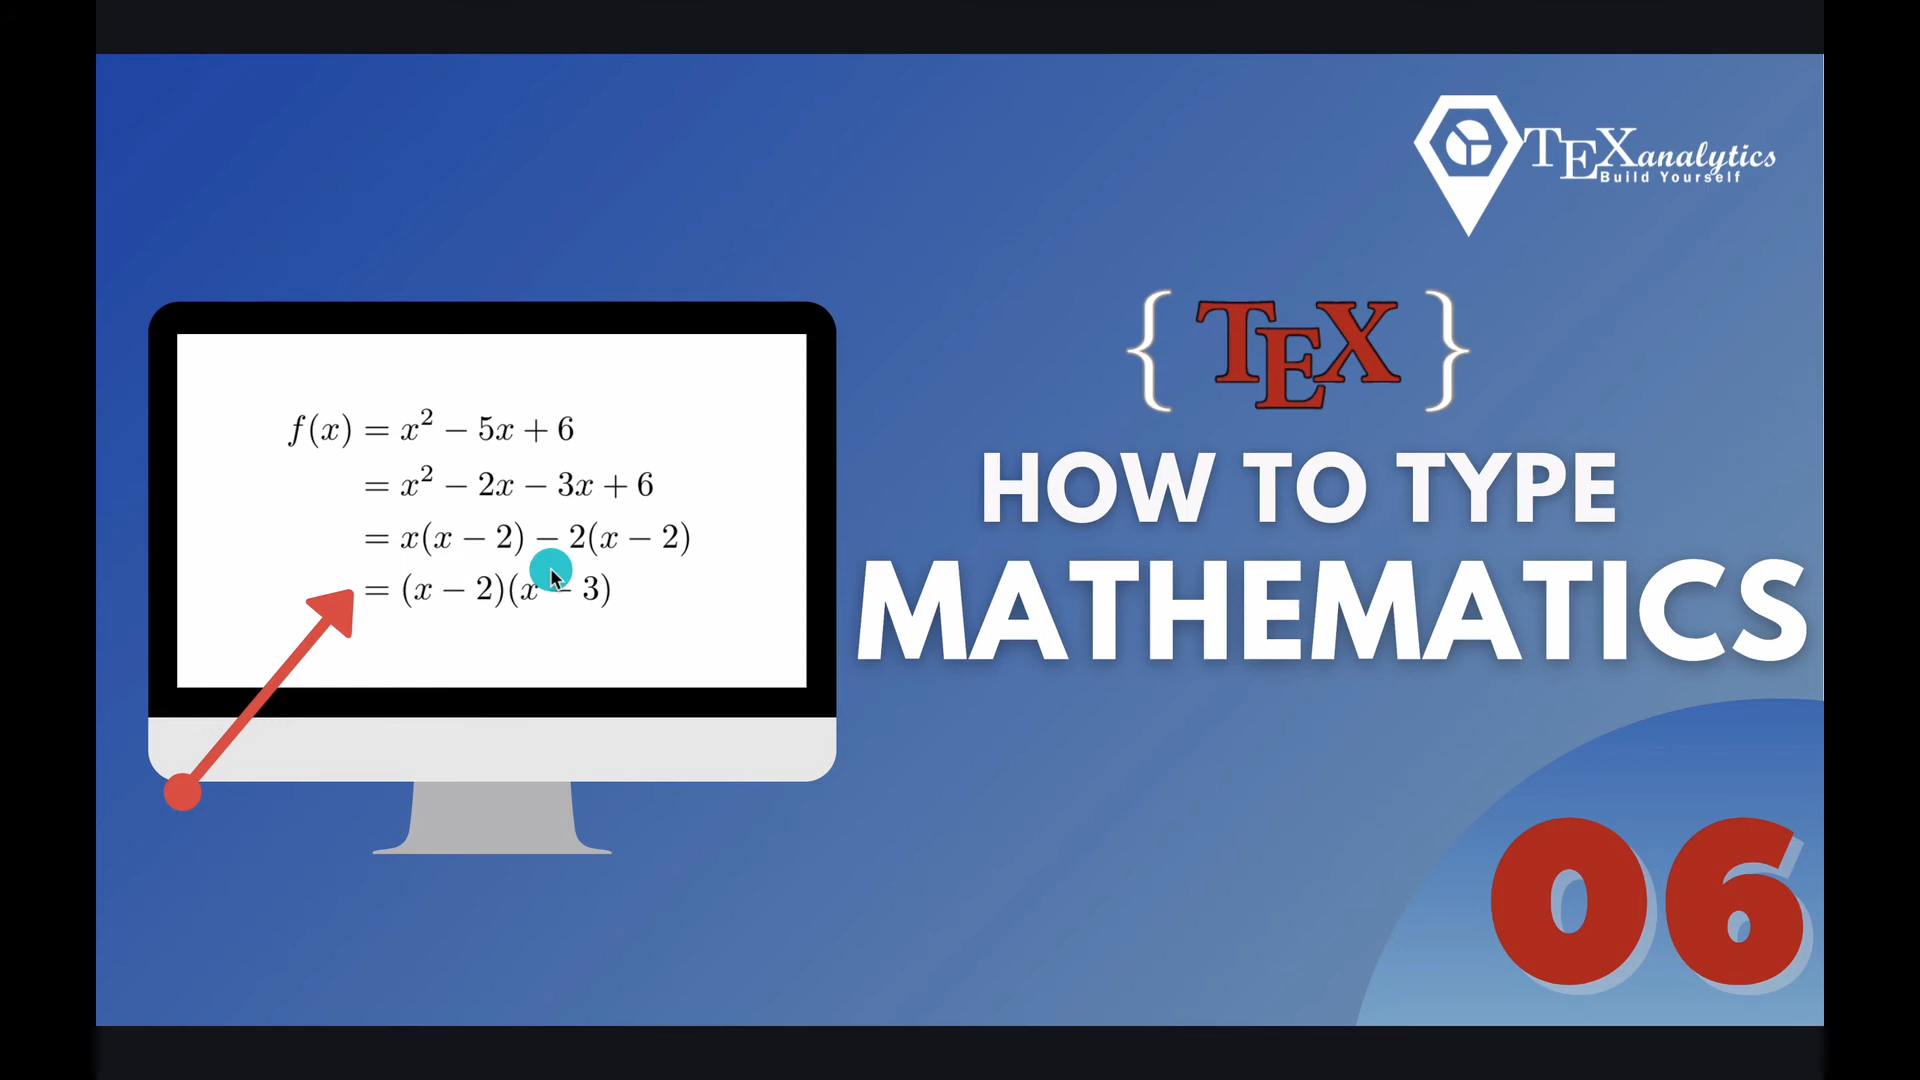 TEXanalytics
Build Yourself
{ TEX }
f(x) = x² − 5x + 6
= x² − 2x − 3x + 6
= x(x − 2) − 2(x − 2)
= (x − 2)(x − 3)
HOW TO TYPE
MATHEMATICS
06